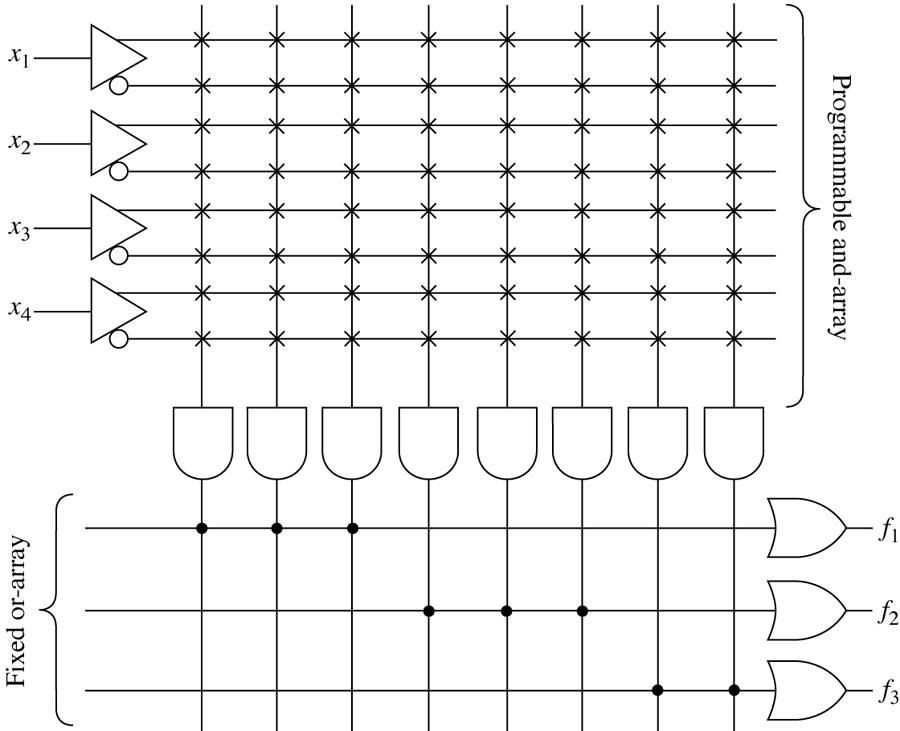 x₁
x₂
x₃
x₄
Programmable and-array
Fixed or-array
f₁
f₂
f₃